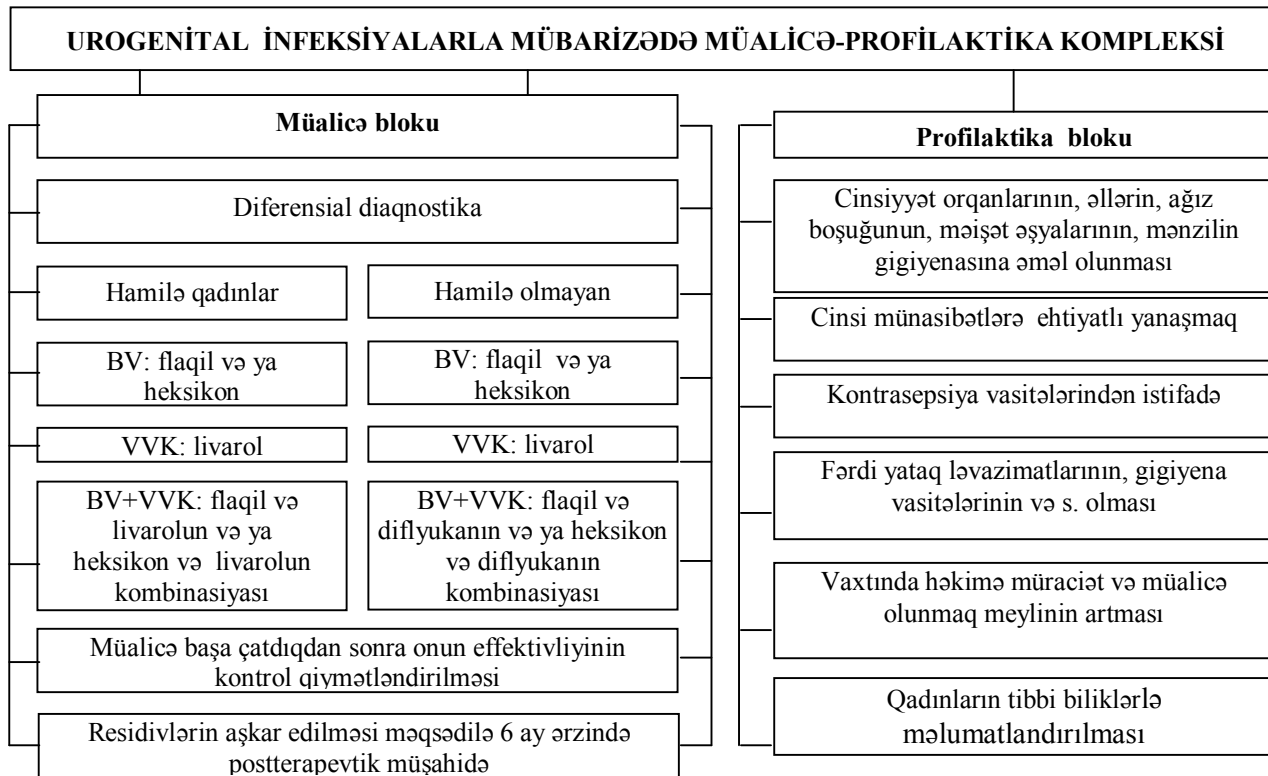 UROGENİTAL İNFEKSİYALARLA MÜBARİZƏDƏ MÜALİCƏ-PROFİLAKTİKA KOMPLEKSİ
Müalicə bloku
Diferensial diaqnostika
Hamilə qadınlar
Hamilə olmayan
BV: flaqil və ya
heksikon
BV: flaqil və ya
heksikon
VVK: livarol
VVK: livarol
BV+VVK: flaqil və
livarolun və ya
heksikon və livarolun
kombinasiyası
BV+VVK: flaqil və
diflyukanın və ya heksikon
və diflyukanın
kombinasiyası
Müalicə başa çatdıqdan sonra onun effektivliyinin
kontrol qiymətləndirilməsi
Residivlərin aşkar edilməsi məqsədilə 6 ay ərzində
postterapevtik müşahidə
Profilaktika bloku
Cinsiyyət orqanlarının, əllərin, ağız
boşuğunun, məişət əşyalarının, mənzilin
gigiyenasına əməl olunması
Cinsi münasibətlərə ehtiyatlı yanaşmaq
Kontrasepsiya vasitələrindən istifadə
Fərdi yataq ləvazimatlarının, gigiyena
vasitələrinin və s. olması
Vaxtında həkimə müraciət və müalicə
olunmaq meylinin artması
Qadınların tibbi biliklərlə
məlumatlandırılması